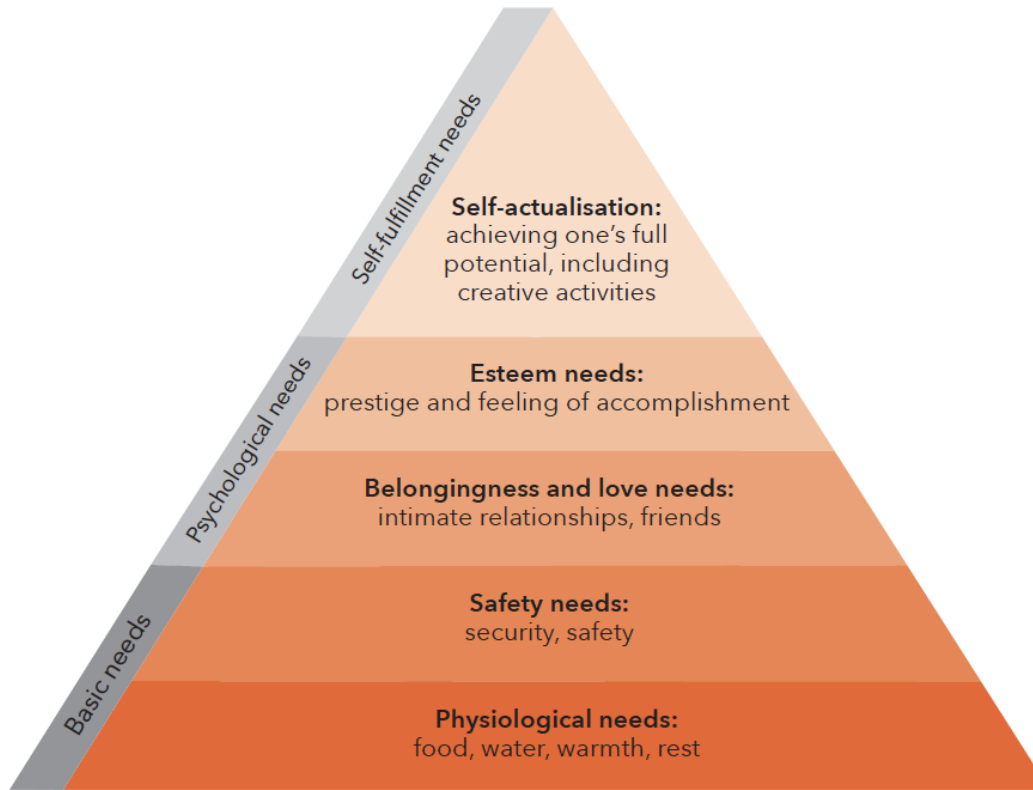 Self-fulfillment needs
Self-actualisation:
achieving one’s full
potential, including
creative activities
Psychological needs
Esteem needs:
prestige and feeling of accomplishment
Belongingness and love needs:
intimate relationships, friends
Basic needs
Safety needs:
security, safety
Physiological needs:
food, water, warmth, rest